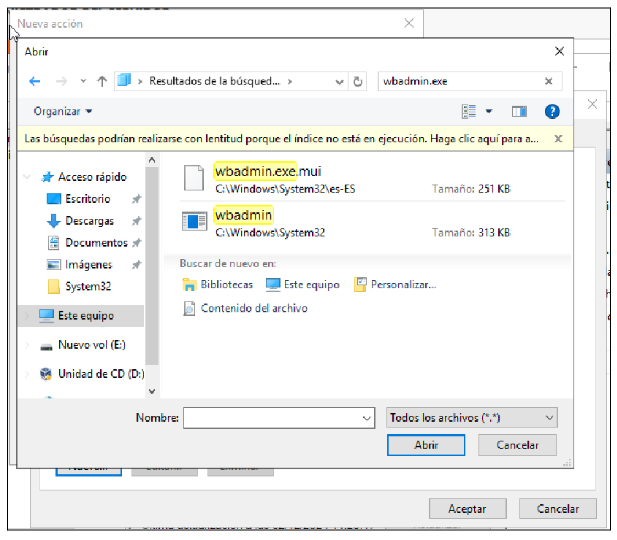 Nueva acción
Abrir
Resultados de la búsqued...
wbadmin.exe
Organizar
Las búsquedas podrían realizarse con lentitud porque el índice no está en ejecución. Haga clic aquí para a...
Acceso rápido
Escritorio
Descargas
Documentos
Imágenes
System32
Este equipo
Nuevo vol (E:)
Unidad de CD (D:)
wbadmin.exe.mui
C:\Windows\System32\es-ES
Tamaño: 251 KB
wbadmin
C:\Windows\System32
Tamaño: 313 KB
Buscar de nuevo en:
Bibliotecas
Este equipo
Personalizar...
Contenido del archivo
Nombre:
Todos los archivos (*.*)
Abrir
Cancelar
Aceptar
Cancelar